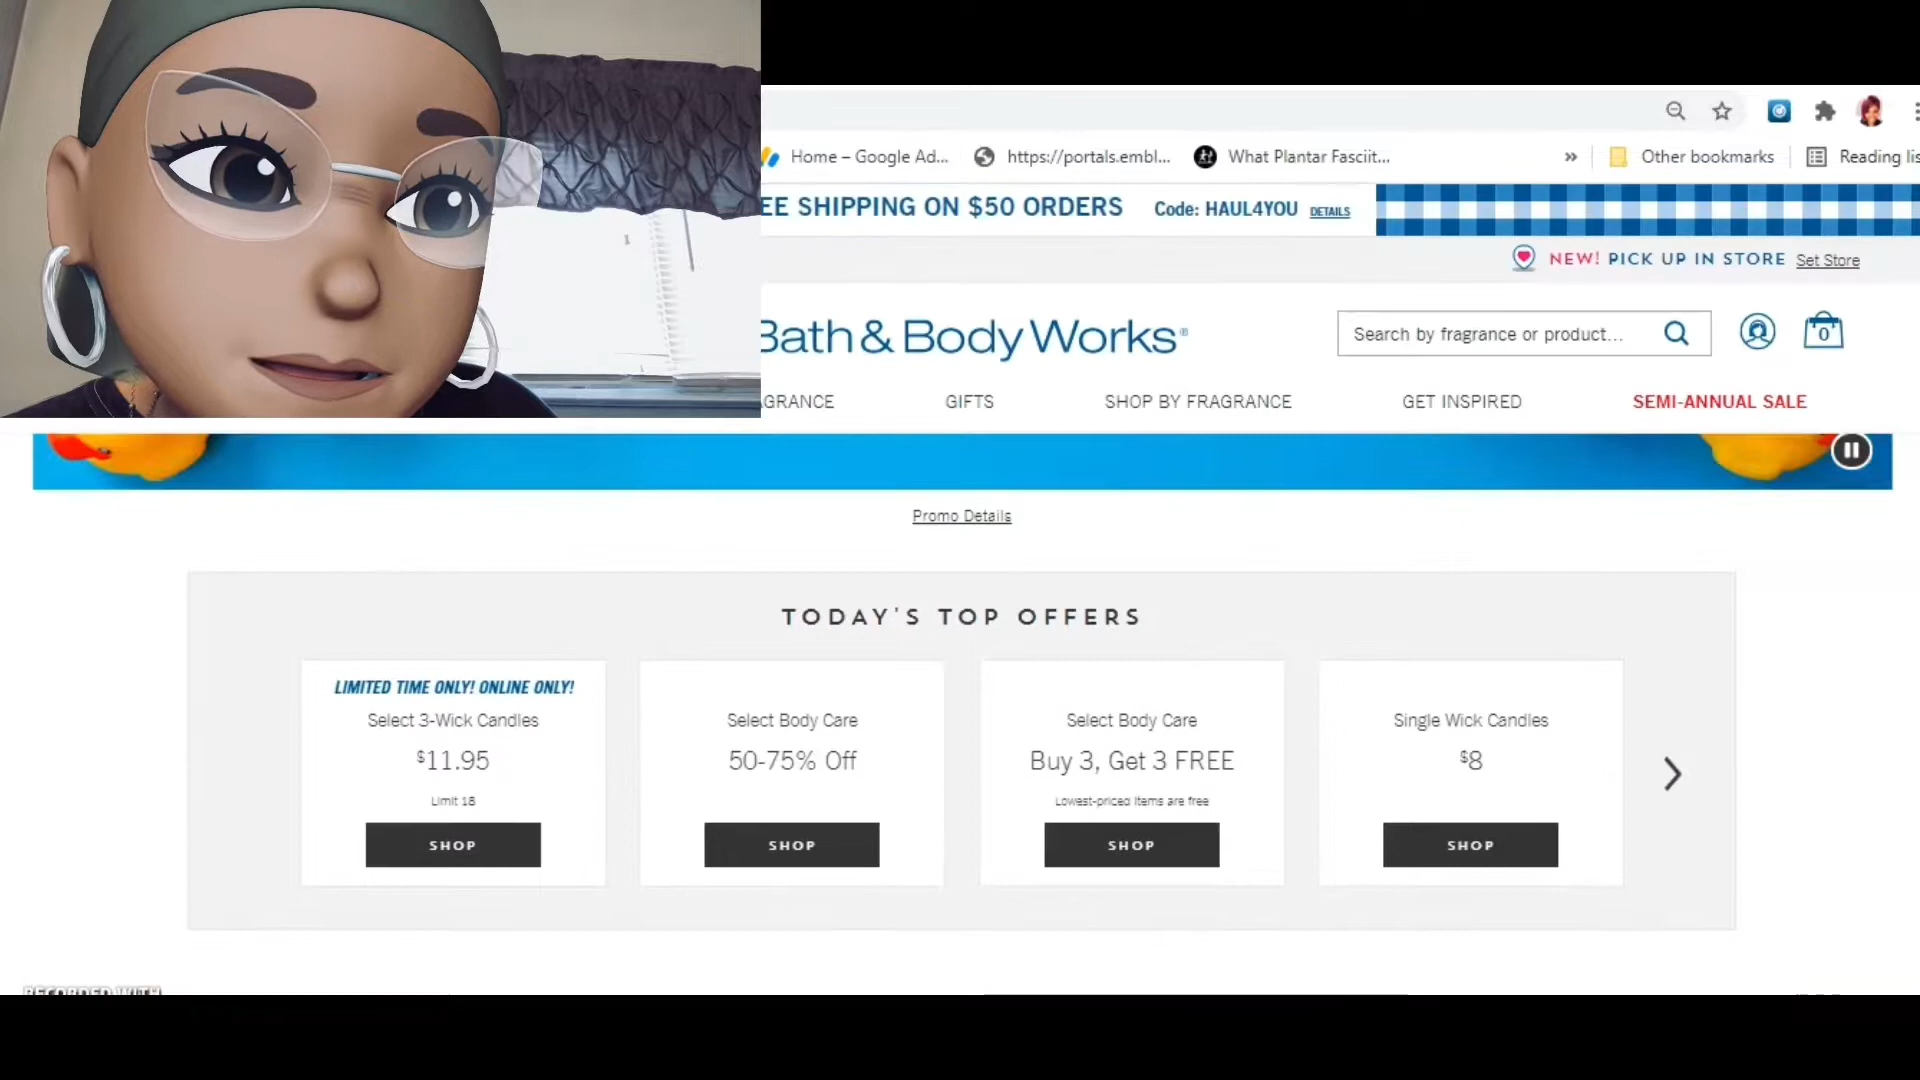 Home – Google Ad...
https://portals.embl...
What Plantar Fasciit...
»
Other bookmarks
Reading lis
EE SHIPPING ON $50 ORDERS
Code: HAUL4YOU
DETAILS
NEW! PICK UP IN STORE
Set Store
Bath & Body Works®
Search by fragrance or product...
0
GRANCE
GIFTS
SHOP BY FRAGRANCE
GET INSPIRED
SEMI-ANNUAL SALE
Promo Details
TODAY'S TOP OFFERS
LIMITED TIME ONLY! ONLINE ONLY!
Select 3-Wick Candles
$11.95
Limit 18
SHOP
Select Body Care
50-75% Off
SHOP
Select Body Care
Buy 3, Get 3 FREE
Lowest-priced items are free
SHOP
Single Wick Candles
$8
SHOP
RECORDED WITH